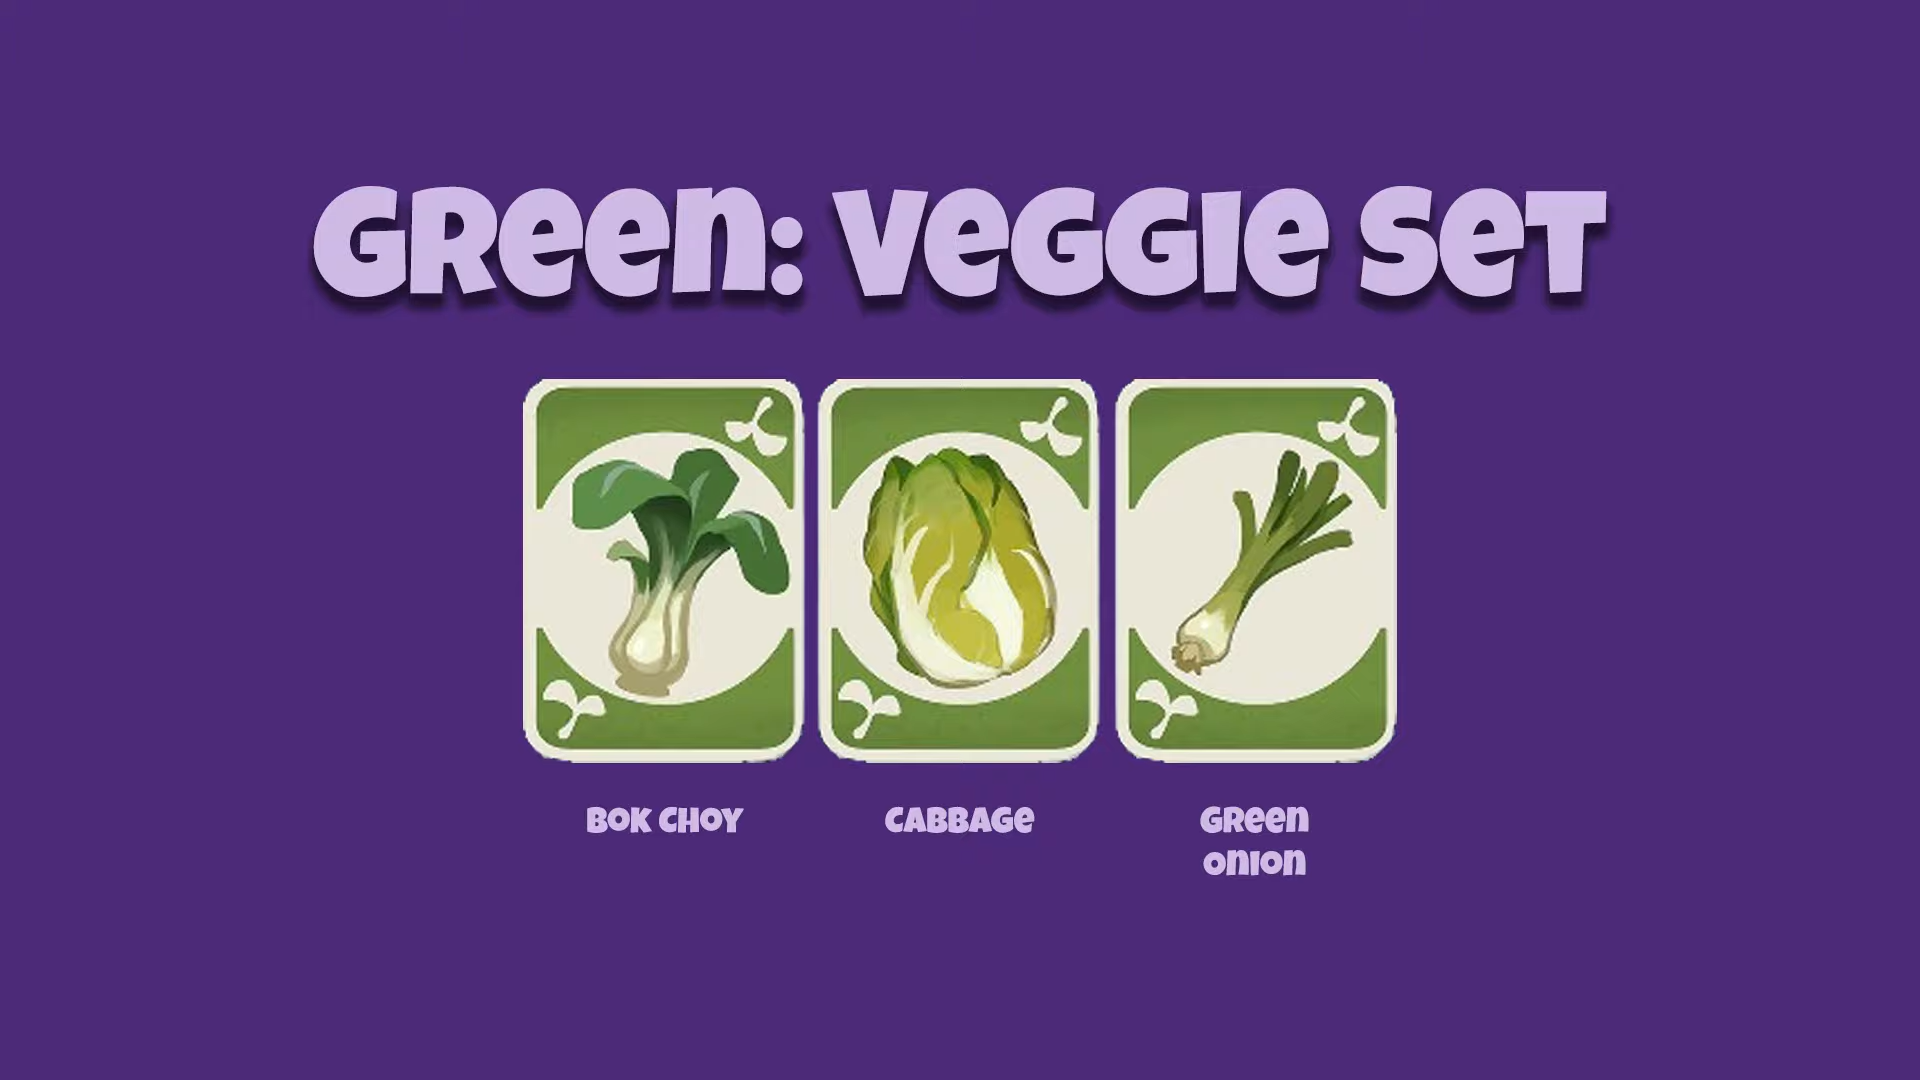 GReen: VeGGIe SeT
BOK CHOY
CABBAGe
GReen
OnIOn